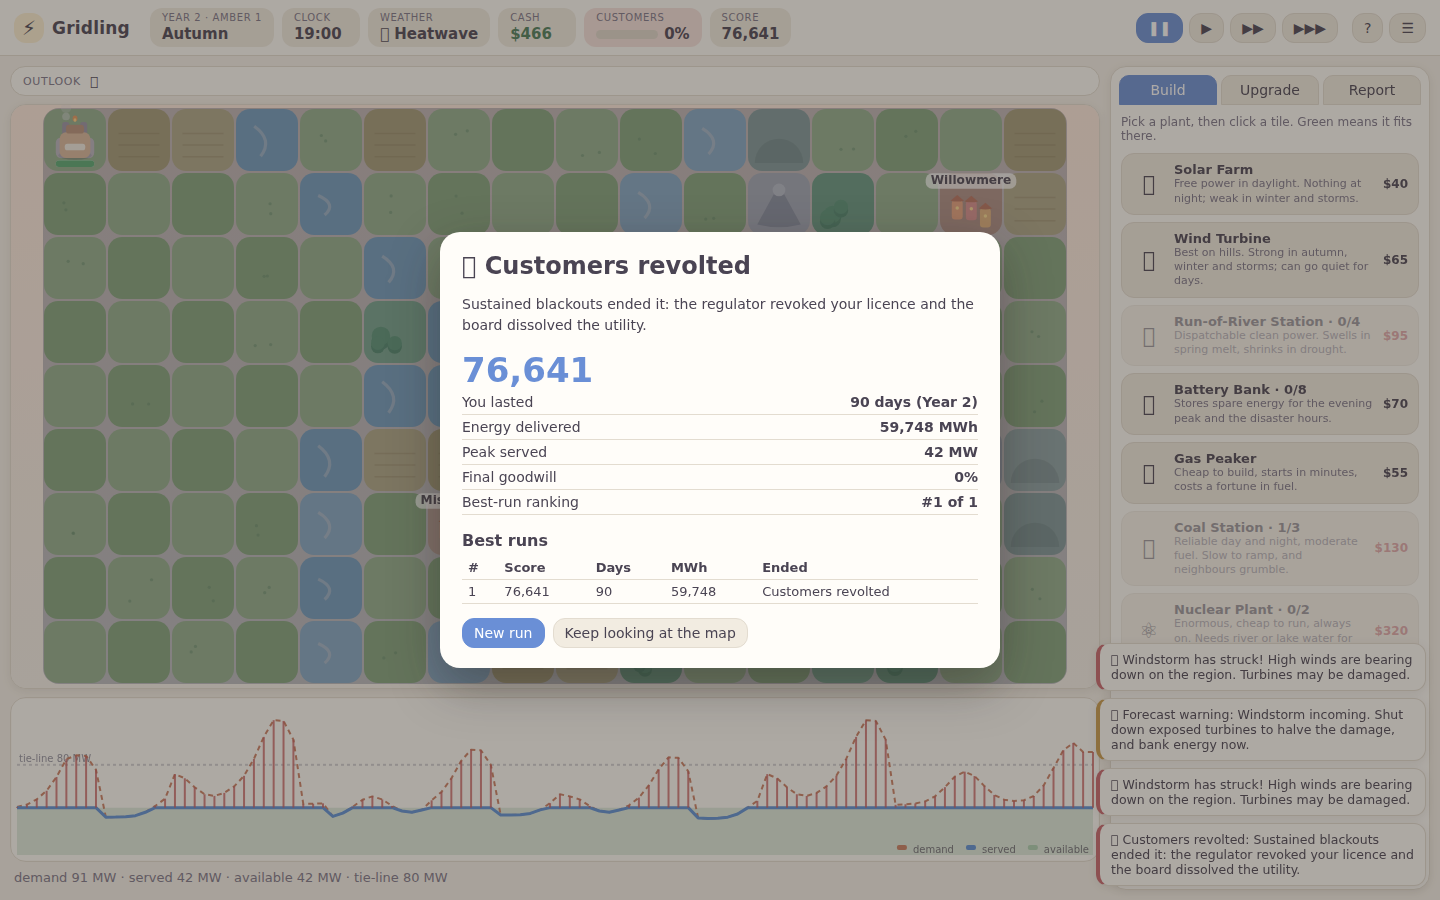 Gridling
YEAR 2 · AMBER 1
Autumn
CLOCK
19:00
WEATHER
Heatwave
CASH
$466
CUSTOMERS
0%
SCORE
76,641
?
OUTLOOK
Build
Upgrade
Report
Pick a plant, then click a tile. Green means it fits
there.
Solar Farm
Free power in daylight. Nothing at
night; weak in winter and storms.
$40
Wind Turbine
Best on hills. Strong in autumn,
winter and storms; can go quiet for
days.
$65
Run-of-River Station · 0/4
Dispatchable clean power. Swells in
spring melt, shrinks in drought.
$95
Battery Bank · 0/8
Stores spare energy for the evening
peak and the disaster hours.
$70
Gas Peaker
Cheap to build, starts in minutes,
costs a fortune in fuel.
$55
Coal Station · 1/3
Reliable day and night, moderate
fuel. Slow to ramp, and
neighbours grumble.
$130
Nuclear Plant · 0/2
Enormous, cheap to run, always
on. Needs river or lake water for
$320
Willowmere
Mis
Customers revolted
Sustained blackouts ended it: the regulator revoked your licence and the
board dissolved the utility.
76,641
You lasted 90 days (Year 2)
Energy delivered 59,748 MWh
Peak served 42 MW
Final goodwill 0%
Best-run ranking #1 of 1
Best runs
# Score Days MWh Ended
1 76,641 90 59,748 Customers revolted
New run
Keep looking at the map
Windstorm has struck! High winds are bearing
down on the region. Turbines may be damaged.
Forecast warning: Windstorm incoming. Shut
down exposed turbines to halve the damage,
and bank energy now.
Windstorm has struck! High winds are bearing
down on the region. Turbines may be damaged.
Customers revolted: Sustained blackouts
ended it: the regulator revoked your licence and
the board dissolved the utility.
tie-line 80 MW
demand served available
demand 91 MW · served 42 MW · available 42 MW · tie-line 80 MW